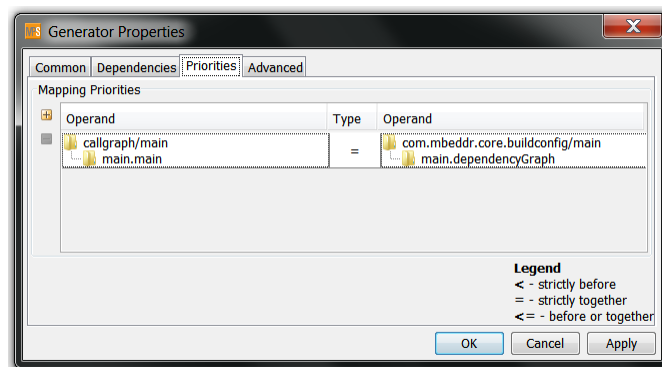 MPS Generator Properties
Common Dependencies Priorities Advanced
Mapping Priorities
Operand Type Operand
callgraph/main = com.mbeddr.core.buildconfig/main
main.main main.dependencyGraph
Legend
< - strictly before
= - strictly together
<= - before or together
OK Cancel Apply